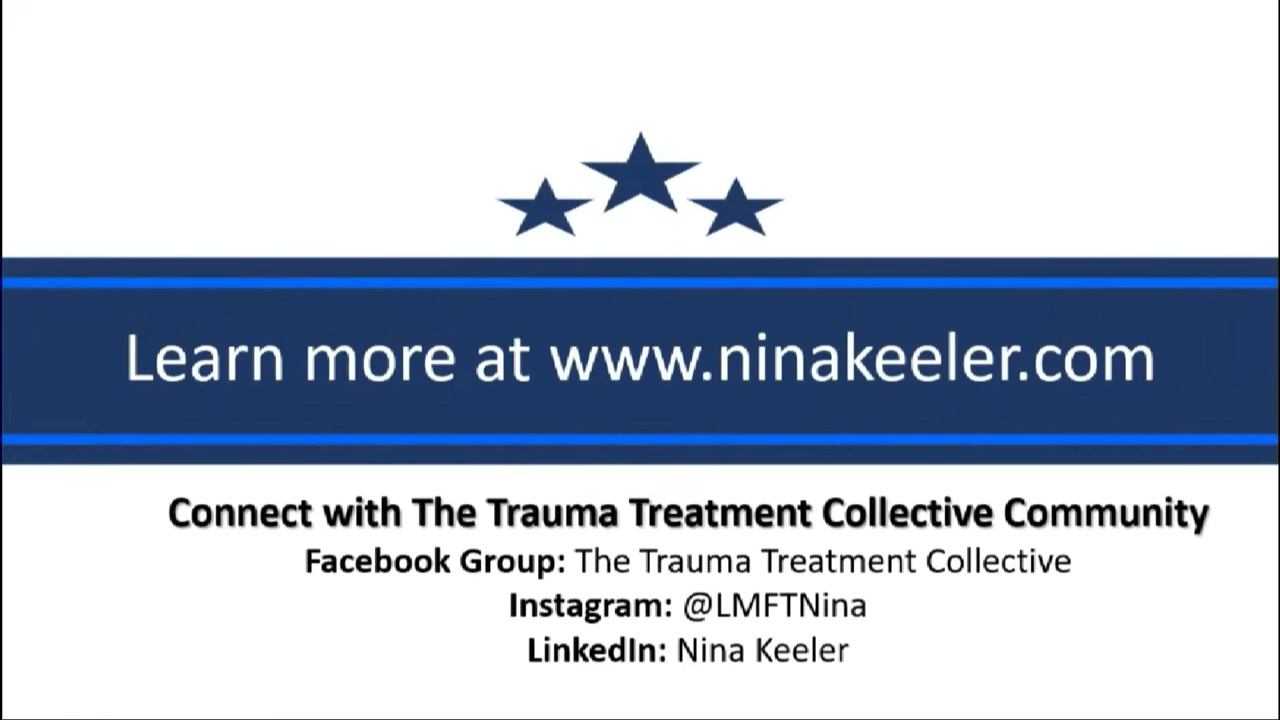 Learn more at www.ninakeeler.com
Connect with The Trauma Treatment Collective Community
Facebook Group: The Trauma Treatment Collective
Instagram: @LMFTNina
LinkedIn: Nina Keeler